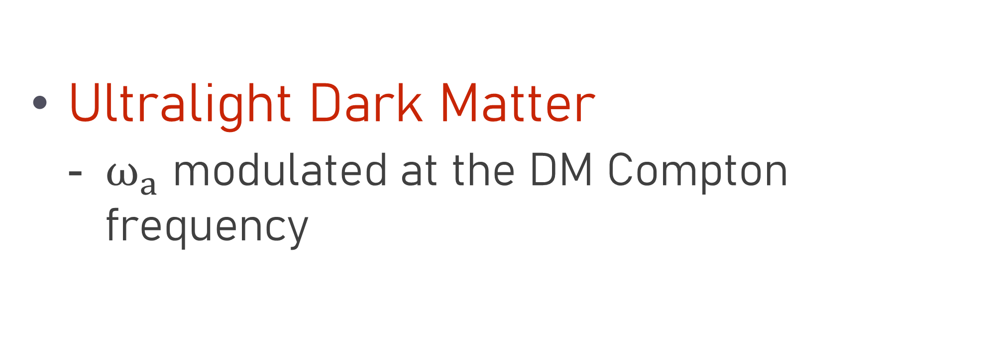 • Ultralight Dark Matter
- ωₐ modulated at the DM Compton
frequency